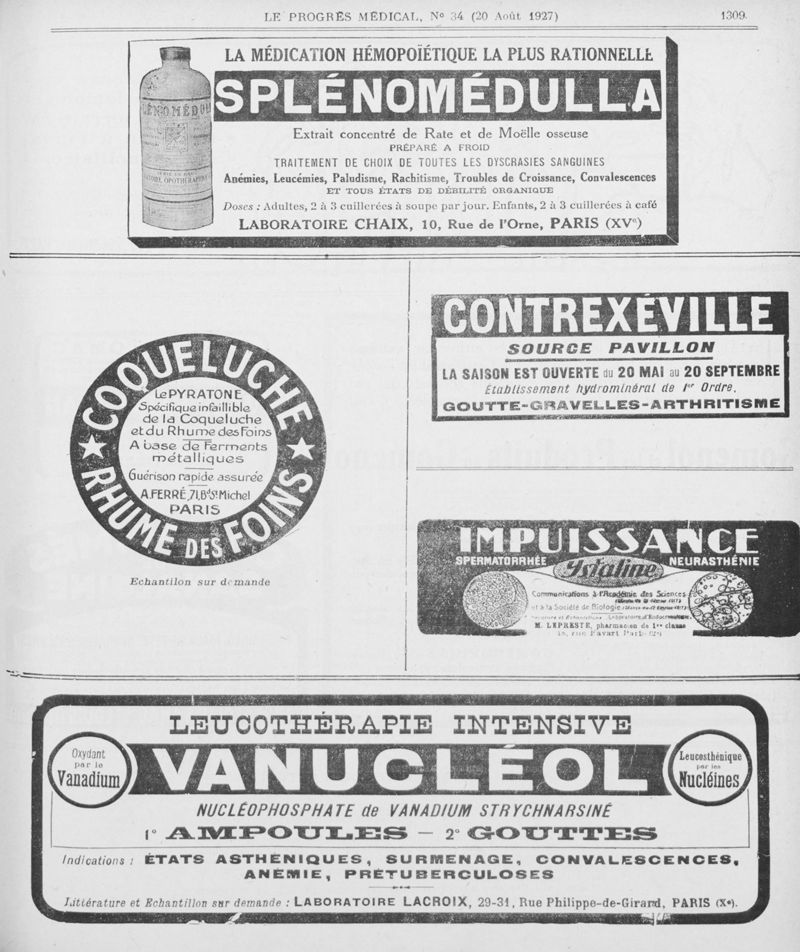 LE PROGRÈS MÉDICAL, No 34 (20 Août 1927)
1309.
LA MÉDICATION HÉMOPOÏÉTIQUE LA PLUS RATIONNELLE
SPLÉNOMÉDULLA
Extrait concentré de Rate et de Moëlle osseuse
PRÉPARÉ A FROID
TRAITEMENT DE CHOIX DE TOUTES LES DYSCRASIES SANGUINES
Anémies, Leucémies, Paludisme, Rachitisme, Troubles de Croissance, Convalescences
ET TOUS ÉTATS DE DÉBILITÉ ORGANIQUE
Doses : Adultes, 2 à 3 cuillerées à soupe par jour. Enfants, 2 à 3 cuillerées à café
LABORATOIRE CHAIX, 10, Rue de l'Orne, PARIS (XVe)
COQUELUCHE
Le PYRATONE
Spécifique infaillible
de la Coqueluche
et du Rhume des Foins
A base de Ferments
métalliques
Guérison rapide assurée
A. FERRÉ, 71, Bd St Michel
PARIS
RHUME DES FOINS
Echantilon sur demande
CONTREXÉVILLE
SOURCE PAVILLON
LA SAISON EST OUVERTE du 20 MAI au 20 SEPTEMBRE
Établissement hydrominéral de 1er Ordre.
GOUTTE-GRAVELLES-ARTHRITISME
IMPUISSANCE
SPERMATORRHÉE
NEURASTHÉNIE
Ystaline
Communications à l'Académie des Sciences
et à la Société de Biologie
M. LEPRESTE, pharmacien de 1re classe
LEUCOTHÉRAPIE INTENSIVE
Oxydant
par le
Vanadium
VANUCLÉOL
Leucosthénique
par les
Nucléines
NUCLÉOPHOSPHATE de VANADIUM STRYCHNARSINÉ
1° AMPOULES — 2° GOUTTES
Indications : ÉTATS ASTHÉNIQUES, SURMENAGE, CONVALESCENCES,
ANÉMIE, PRÉTUBERCULOSES
Littérature et Echantillon sur demande : LABORATOIRE LACROIX, 29-31, Rue Philippe-de-Girard, PARIS (Xe).